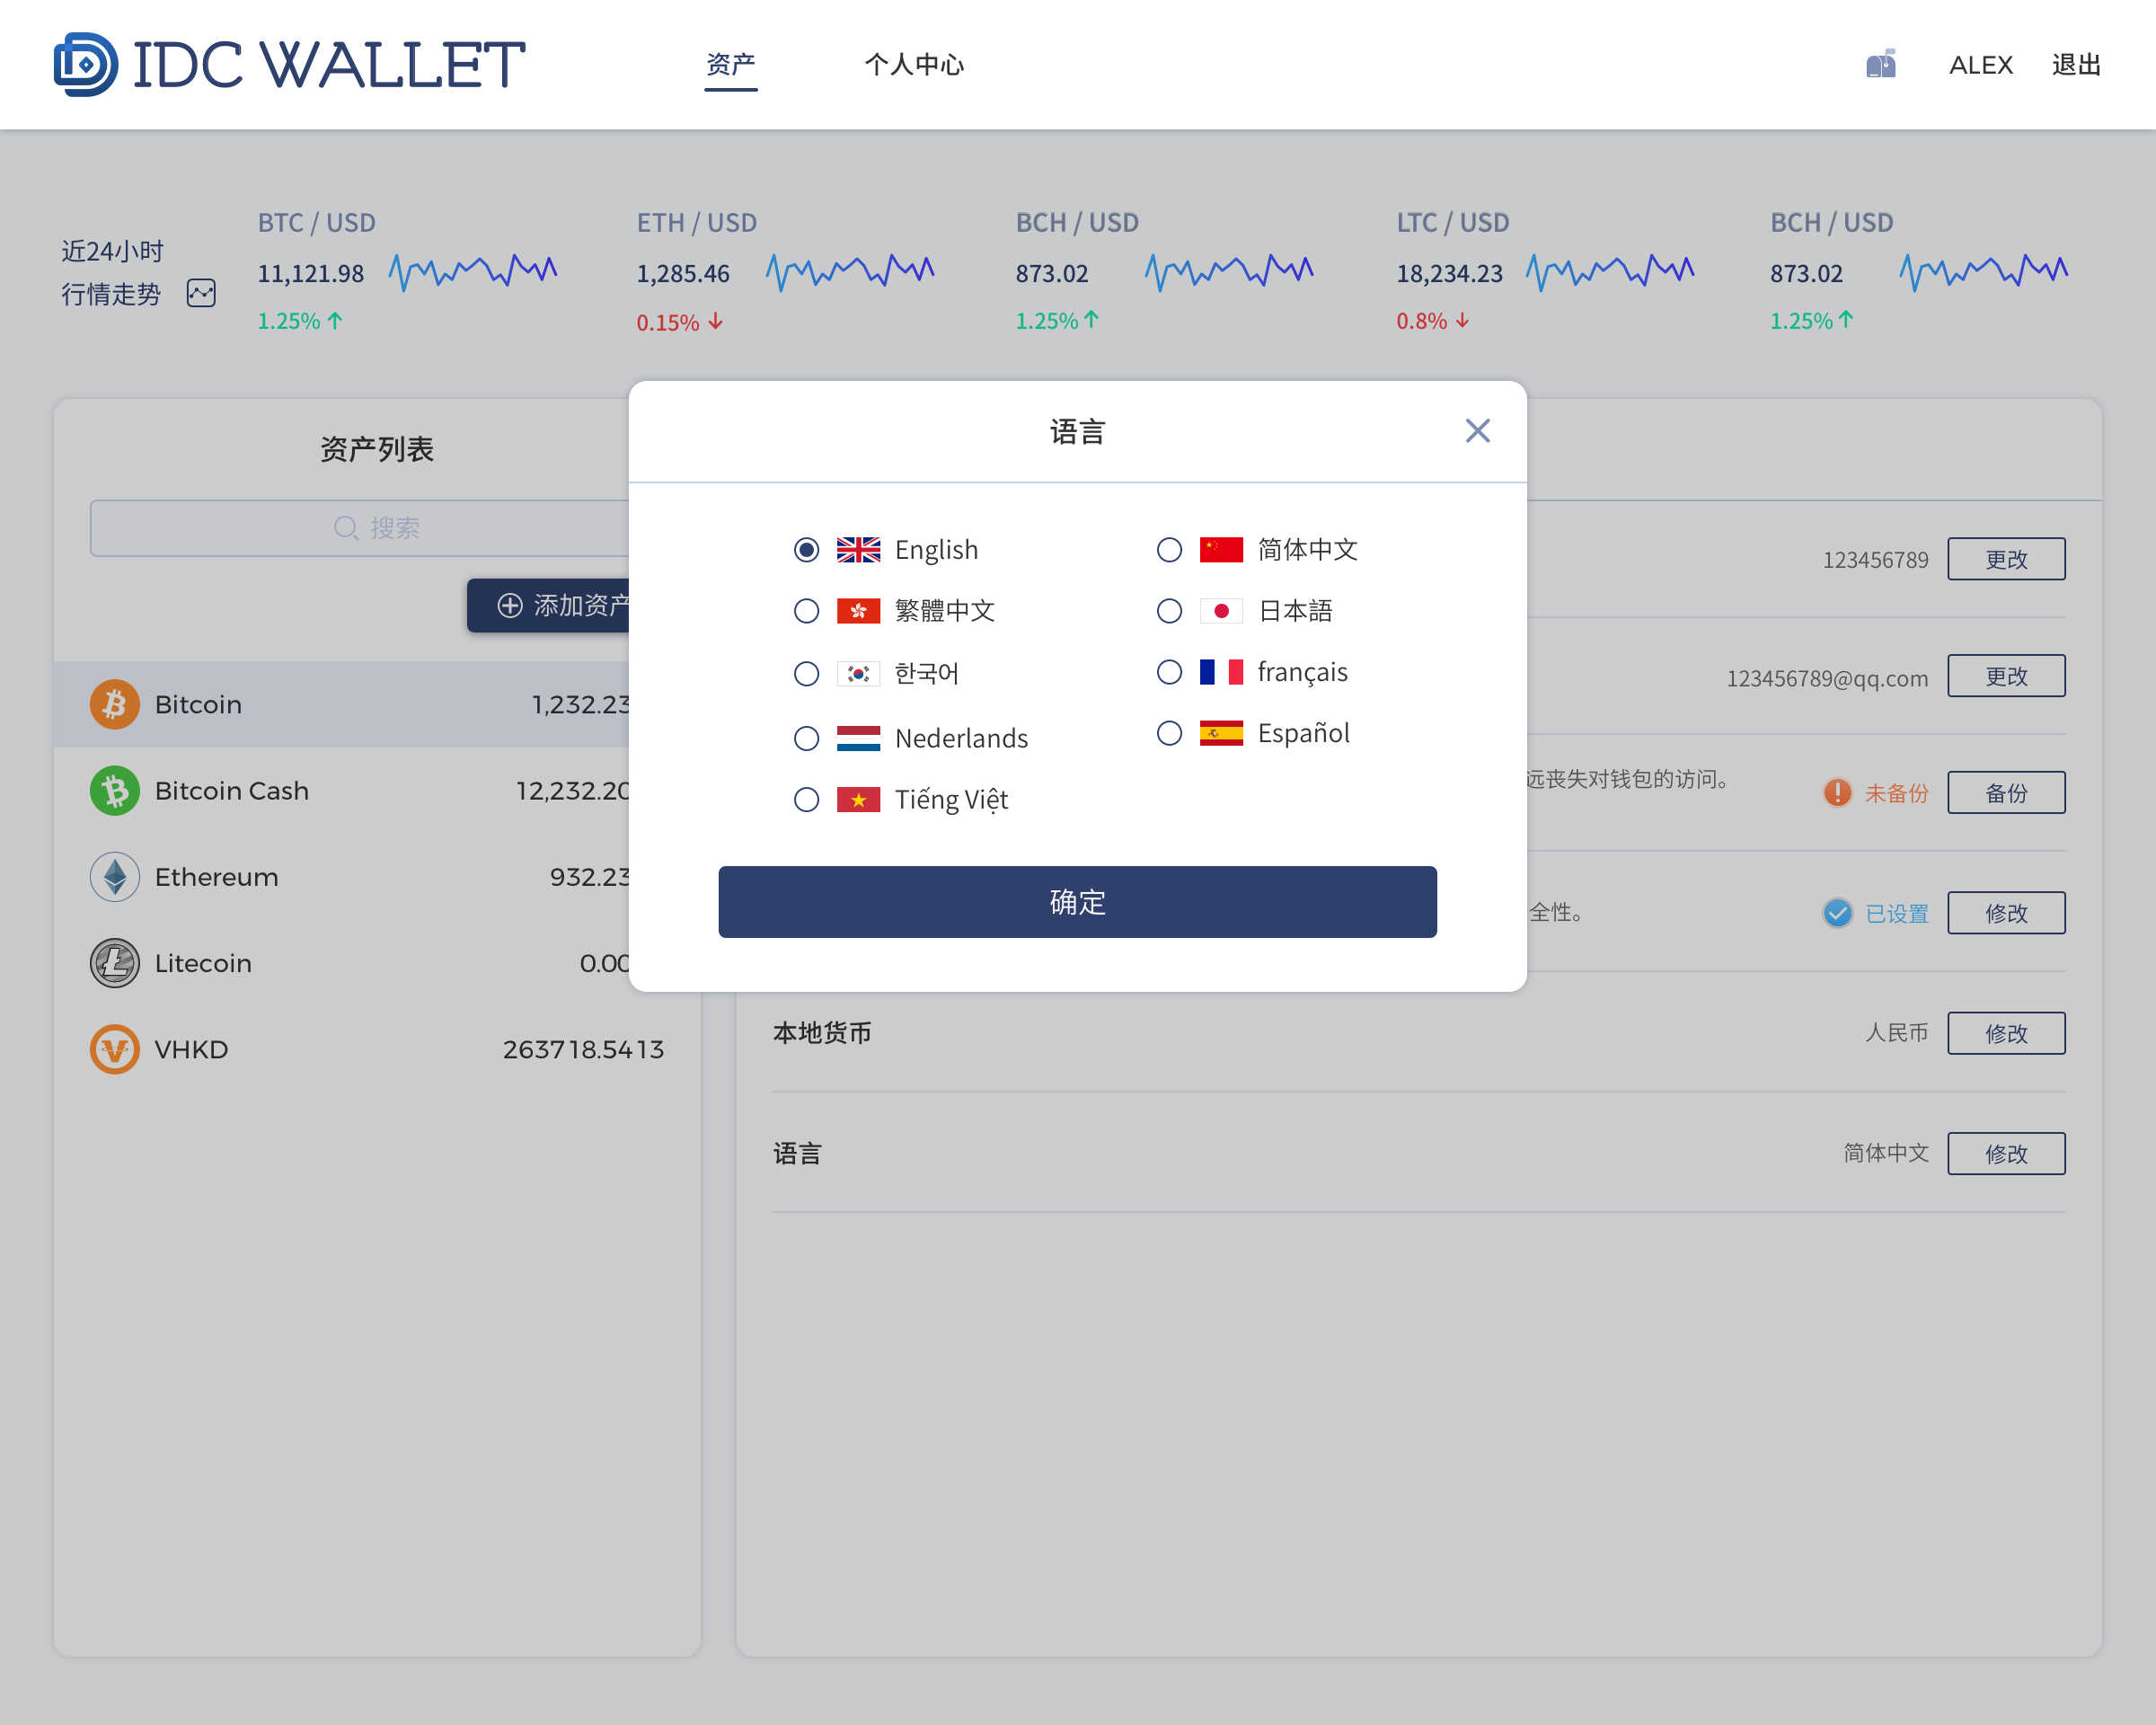 IDC WALLET
资产
个人中心
ALEX
退出
近24小时
行情走势
BTC / USD
11,121.98
1.25%
ETH / USD
1,285.46
0.15%
BCH / USD
873.02
1.25%
LTC / USD
18,234.23
0.8%
BCH / USD
873.02
1.25%
资产列表
搜索
添加资产
Bitcoin 1,232.23
Bitcoin Cash 12,232.20
Ethereum 932.23
Litecoin 0.00
VHKD 263718.5413
语言
English
简体中文
繁體中文
日本語
한국어
français
Nederlands
Español
Tiếng Việt
确定
123456789 更改
123456789@qq.com 更改
远丧失对钱包的访问。 未备份 备份
全性。 已设置 修改
本地货币 人民币 修改
语言 简体中文 修改